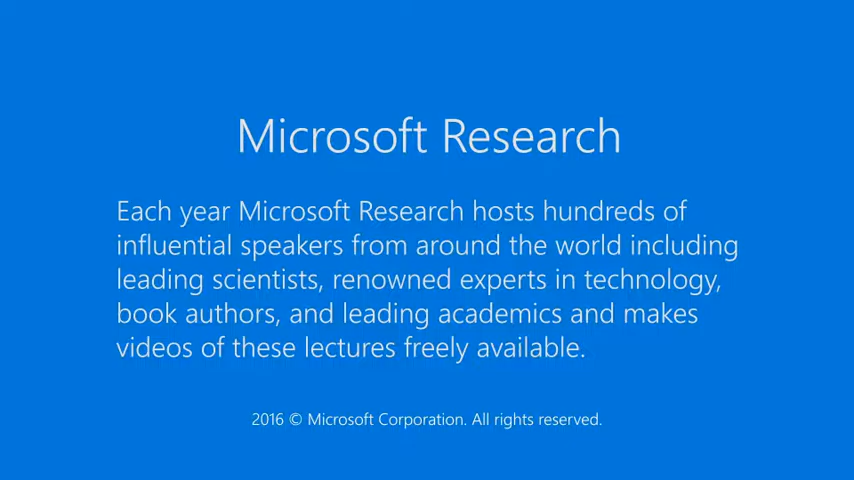 Microsoft Research
Each year Microsoft Research hosts hundreds of
influential speakers from around the world including
leading scientists, renowned experts in technology,
book authors, and leading academics and makes
videos of these lectures freely available.
2016 © Microsoft Corporation. All rights reserved.